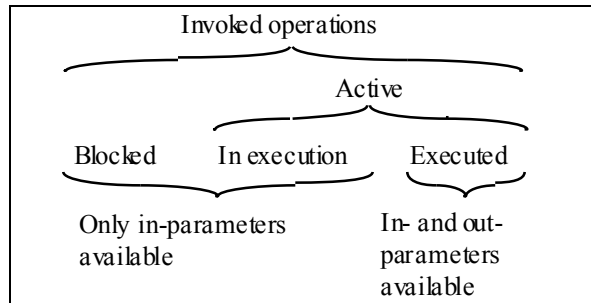 Invoked operations
Active
Blocked In execution Executed
Only in-parameters
available
In- and out-
parameters
available